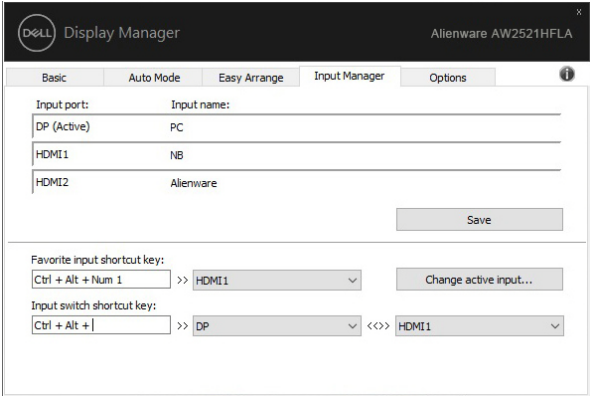 x
DELL Display Manager Alienware AW2521HFLA
Basic Auto Mode Easy Arrange Input Manager Options i
Input port: Input name:
DP (Active) PC
HDMI1 NB
HDMI2 Alienware
Save
Favorite input shortcut key:
Ctrl + Alt + Num 1 >> HDMI1 Change active input...
Input switch shortcut key:
Ctrl + Alt + >> DP <<>> HDMI1